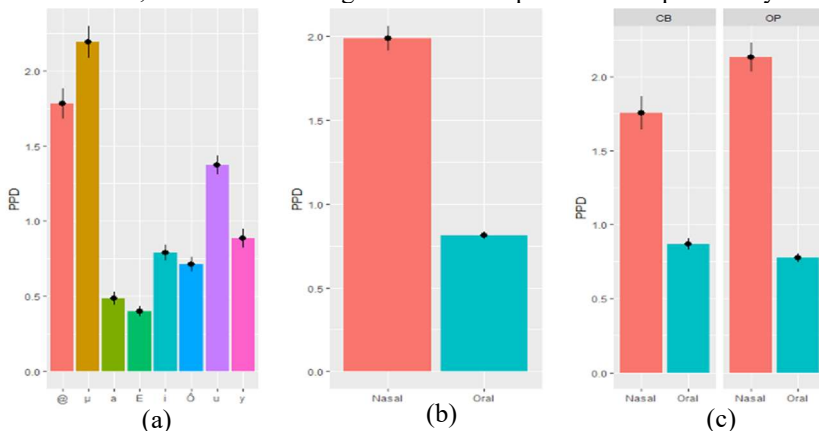 CB OP
2.0 2.0 2.0
1.5 1.5 1.5
PPD PPD PPD
1.0 1.0 1.0
0.5 0.5 0.5
0.0 0.0 0.0
@ µ a E i Õ u y Nasal Oral Nasal Oral Nasal Oral
(a) (b) (c)